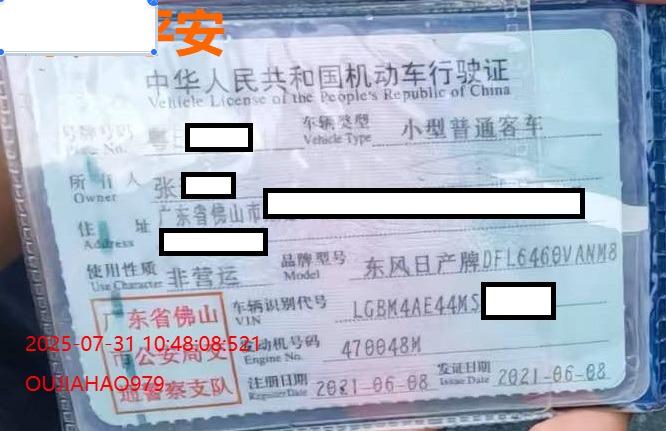 平安
中华人民共和国机动车行驶证
Vehicle License of the People's Republic of China
号牌号码
Plate No.
车辆类型 小型普通客车
Vehicle Type
所有人 张
Owner
住址 广东省佛山市
Address
使用性质 非营运
Use Character
品牌型号 东风日产牌DFL6460VANM8
Model
广东省佛山
市公安局交
通警察支队
车辆识别代号 LGBM4AE44MS
VIN
发动机号码 470048M
Engine No.
注册日期 2021-06-08
Register Date
发证日期 2021-06-08
Issue Date
2025-07-31 10:48:08:521
OUJIAHAO979